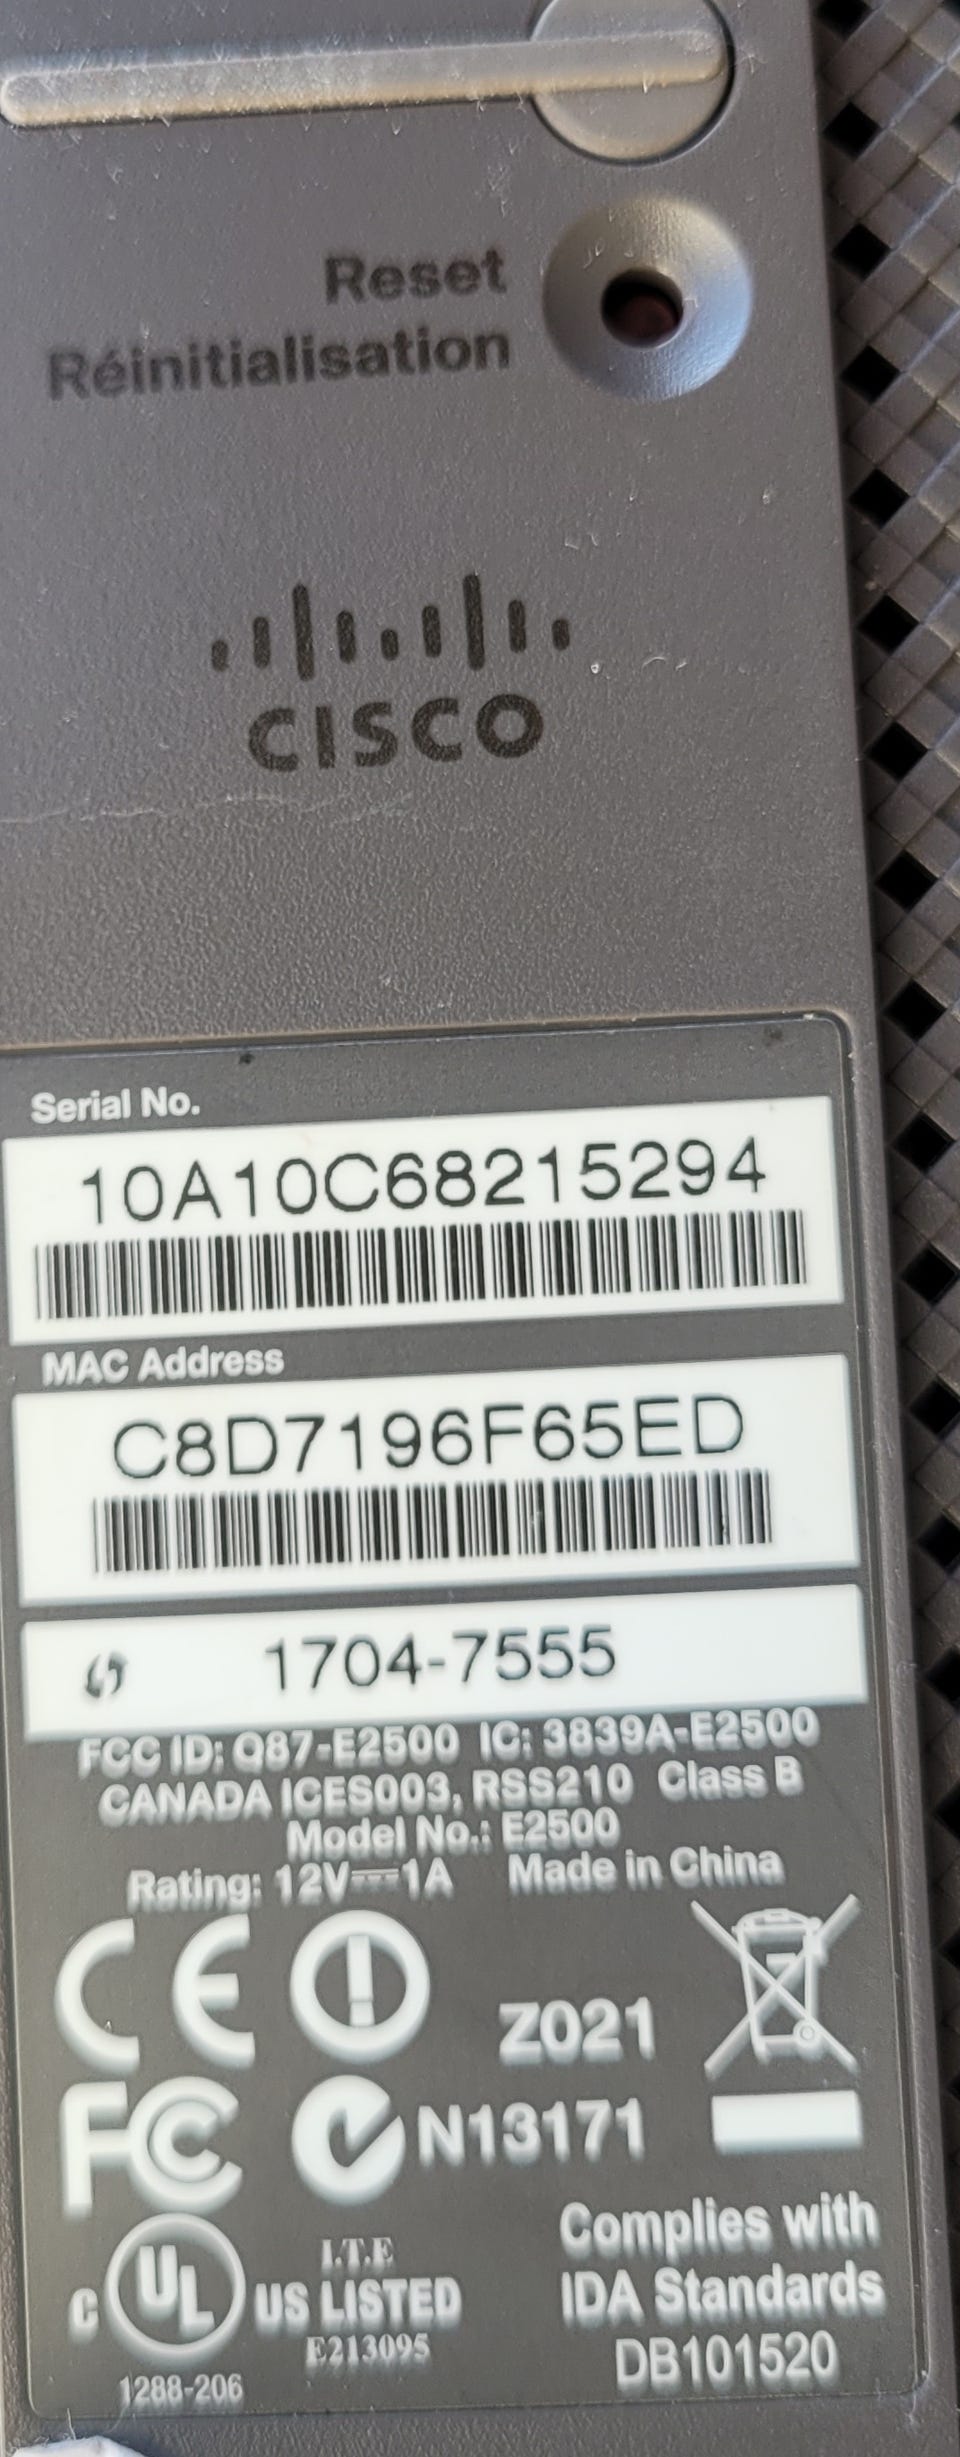 Reset
Réinitialisation
CISCO
Serial No.
10A10C68215294
MAC Address
C8D7196F65ED
1704-7555
FCC ID: Q87-E2500 IC: 3839A-E2500
CANADA ICES003, RSS210 Class B
Model No.: E2500
Rating: 12V⎓1A Made in China
CE
Z021
FC N13171
C UL US LISTED
I.T.E
E213095
1288-206
Complies with
IDA Standards
DB101520